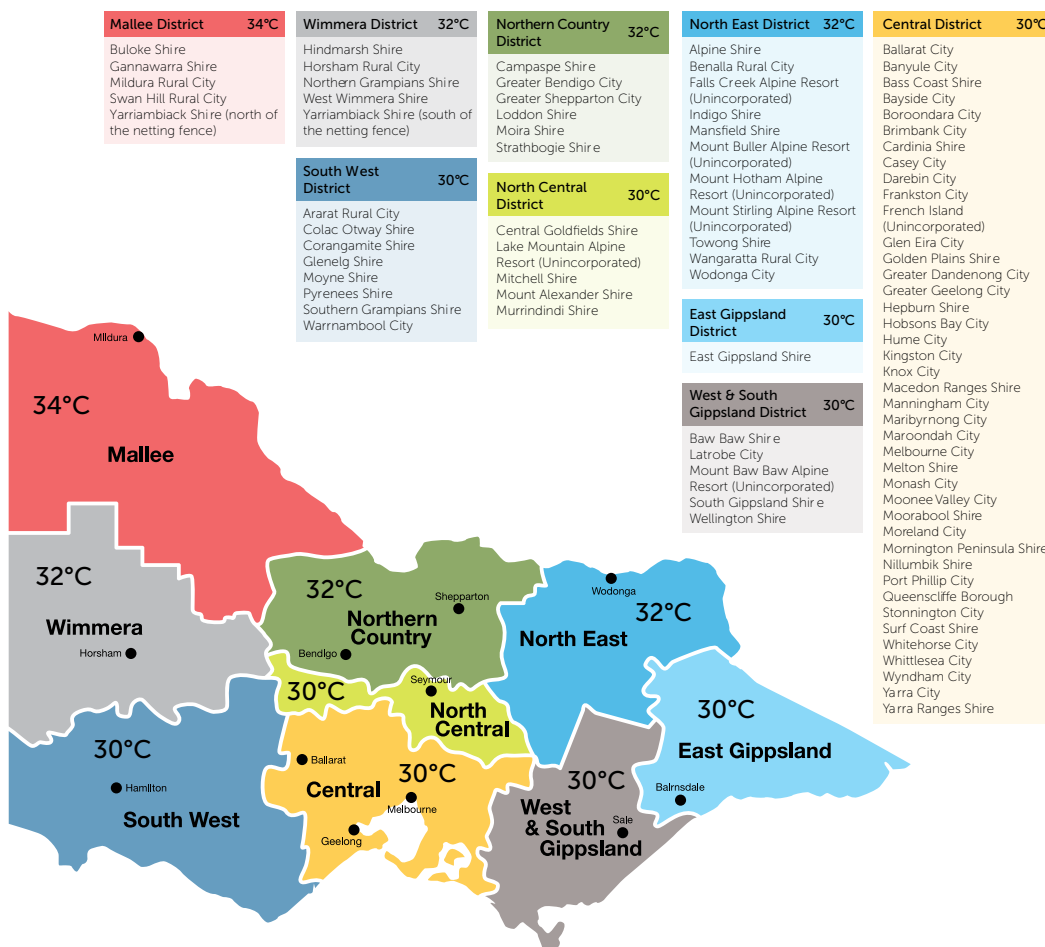 Mallee District 34°C
Buloke Shire
Gannawarra Shire
Mildura Rural City
Swan Hill Rural City
Yarriambiack Shire (north of
the netting fence)
Wimmera District 32°C
Hindmarsh Shire
Horsham Rural City
Northern Grampians Shire
West Wimmera Shire
Yarriambiack Shire (south of
the netting fence)
South West
District 30°C
Ararat Rural City
Colac Otway Shire
Corangamite Shire
Glenelg Shire
Moyne Shire
Pyrenees Shire
Southern Grampians Shire
Warrnambool City
Northern Country
District 32°C
Campaspe Shire
Greater Bendigo City
Greater Shepparton City
Loddon Shire
Moira Shire
Strathbogie Shire
North Central
District 30°C
Central Goldfields Shire
Lake Mountain Alpine
Resort (Unincorporated)
Mitchell Shire
Mount Alexander Shire
Murrindindi Shire
North East District 32°C
Alpine Shire
Benalla Rural City
Falls Creek Alpine Resort
(Unincorporated)
Indigo Shire
Mansfield Shire
Mount Buller Alpine Resort
(Unincorporated)
Mount Hotham Alpine
Resort (Unincorporated)
Mount Stirling Alpine Resort
(Unincorporated)
Towong Shire
Wangaratta Rural City
Wodonga City
East Gippsland
District 30°C
East Gippsland Shire
West & South
Gippsland District 30°C
Baw Baw Shire
Latrobe City
Mount Baw Baw Alpine
Resort (Unincorporated)
South Gippsland Shire
Wellington Shire
Central District 30°C
Ballarat City
Banyule City
Bass Coast Shire
Bayside City
Boroondara City
Brimbank City
Cardinia Shire
Casey City
Darebin City
Frankston City
French Island
(Unincorporated)
Glen Eira City
Golden Plains Shire
Greater Dandenong City
Greater Geelong City
Hepburn Shire
Hobsons Bay City
Hume City
Kingston City
Knox City
Macedon Ranges Shire
Manningham City
Maribyrnong City
Maroondah City
Melbourne City
Melton Shire
Monash City
Moonee Valley City
Moorabool Shire
Moreland City
Mornington Peninsula Shire
Nillumbik Shire
Port Phillip City
Queenscliffe Borough
Stonnington City
Surf Coast Shire
Whitehorse City
Whittlesea City
Wyndham City
Yarra City
Yarra Ranges Shire
Mildura
34°C
Mallee
32°C
Wimmera
Horsham
32°C
Shepparton
Northern
Country
Bendigo
Wodonga
32°C
North East
30°C
Seymour
North
Central
30°C
East Gippsland
Bairnsdale
30°C
Hamilton
South West
Ballarat
30°C
Central
Melbourne
Geelong
30°C
West
& South
Gippsland
Sale